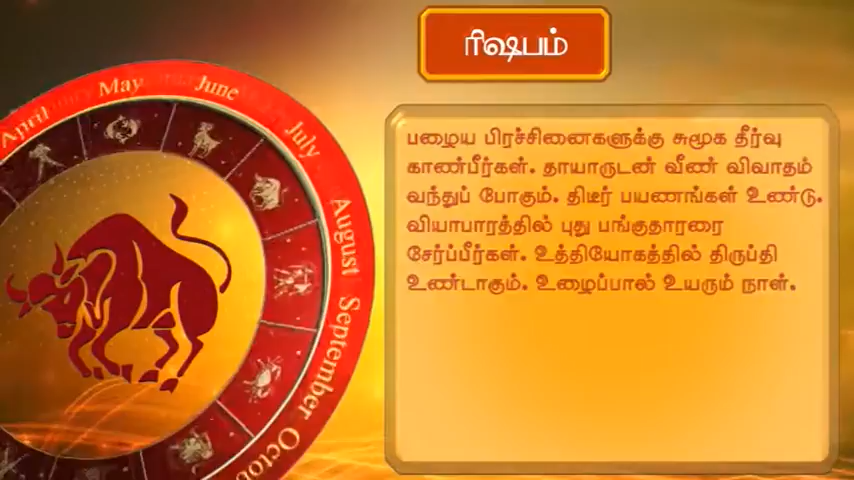 ரிஷபம்
April
May
June
July
August
September
Octo
பழைய பிரச்சினைகளுக்கு சுமூக தீர்வு
காண்பீர்கள். தாயாருடன் வீண் விவாதம்
வந்துப் போகும். திடீர் பயணங்கள் உண்டு.
வியாபாரத்தில் புது பங்குதாரரை
சேர்ப்பீர்கள். உத்தியோகத்தில் திருப்தி
உண்டாகும். உழைப்பால் உயரும் நாள்.